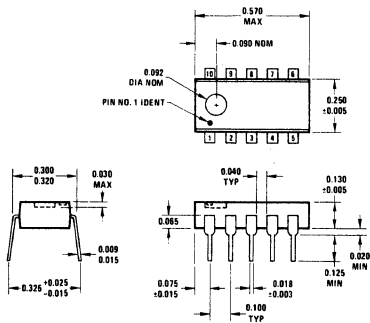 0.570
MAX
0.090 NOM
0.092
DIA NOM
10 9 8 7 6
PIN NO. 1 IDENT
0.250
±0.005
1 2 3 4 5
0.300
0.320
0.030
MAX
0.040
TYP
0.130
±0.005
0.065
0.020
MIN
0.009
0.015
0.125
MIN
0.325 +0.025
-0.015
0.075
±0.015
0.018
±0.003
0.100
TYP